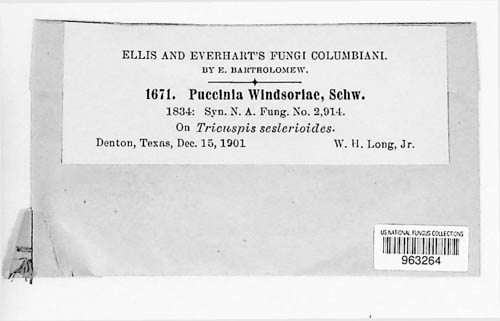 ELLIS AND EVERHART'S FUNGI COLUMBIANI.
BY E. BARTHOLOMEW.
1671. Puccinia Windsoriae, Schw.
1834: Syn. N. A. Fung. No. 2,914.
On Tricuspis seslerioides.
Denton, Texas, Dec. 15, 1901 W. H. Long, Jr.
US NATIONAL FUNGUS COLLECTIONS
963264